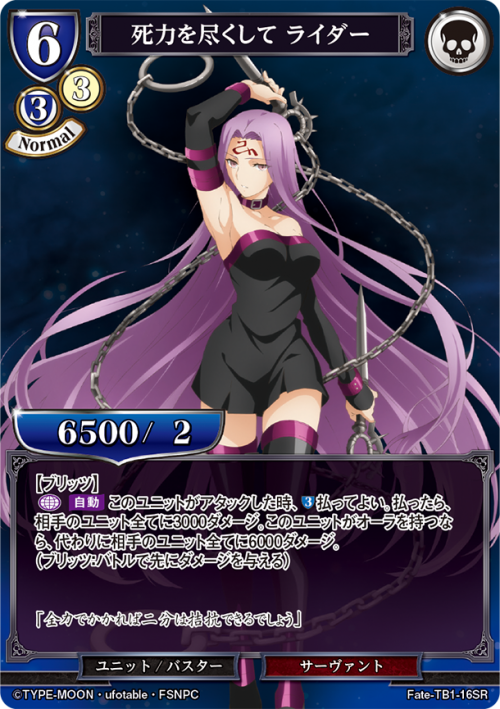 6
死力を尽くして ライダー
3
3
Normal
6500/ 2
【ブリッツ】
自動 このユニットがアタックした時、3払ってよい。払ったら、
相手のユニット全てに3000ダメージ。このユニットがオーラを持つな
ら、代わりに相手のユニット全てに6000ダメージ。
(ブリッツ:バトルで先にダメージを与える)
「全力でかかれば二分は拮抗できるでしょう」
ユニット / バスター
サーヴァント
©TYPE-MOON・ufotable・FSNPC
Fate-TB1-16SR